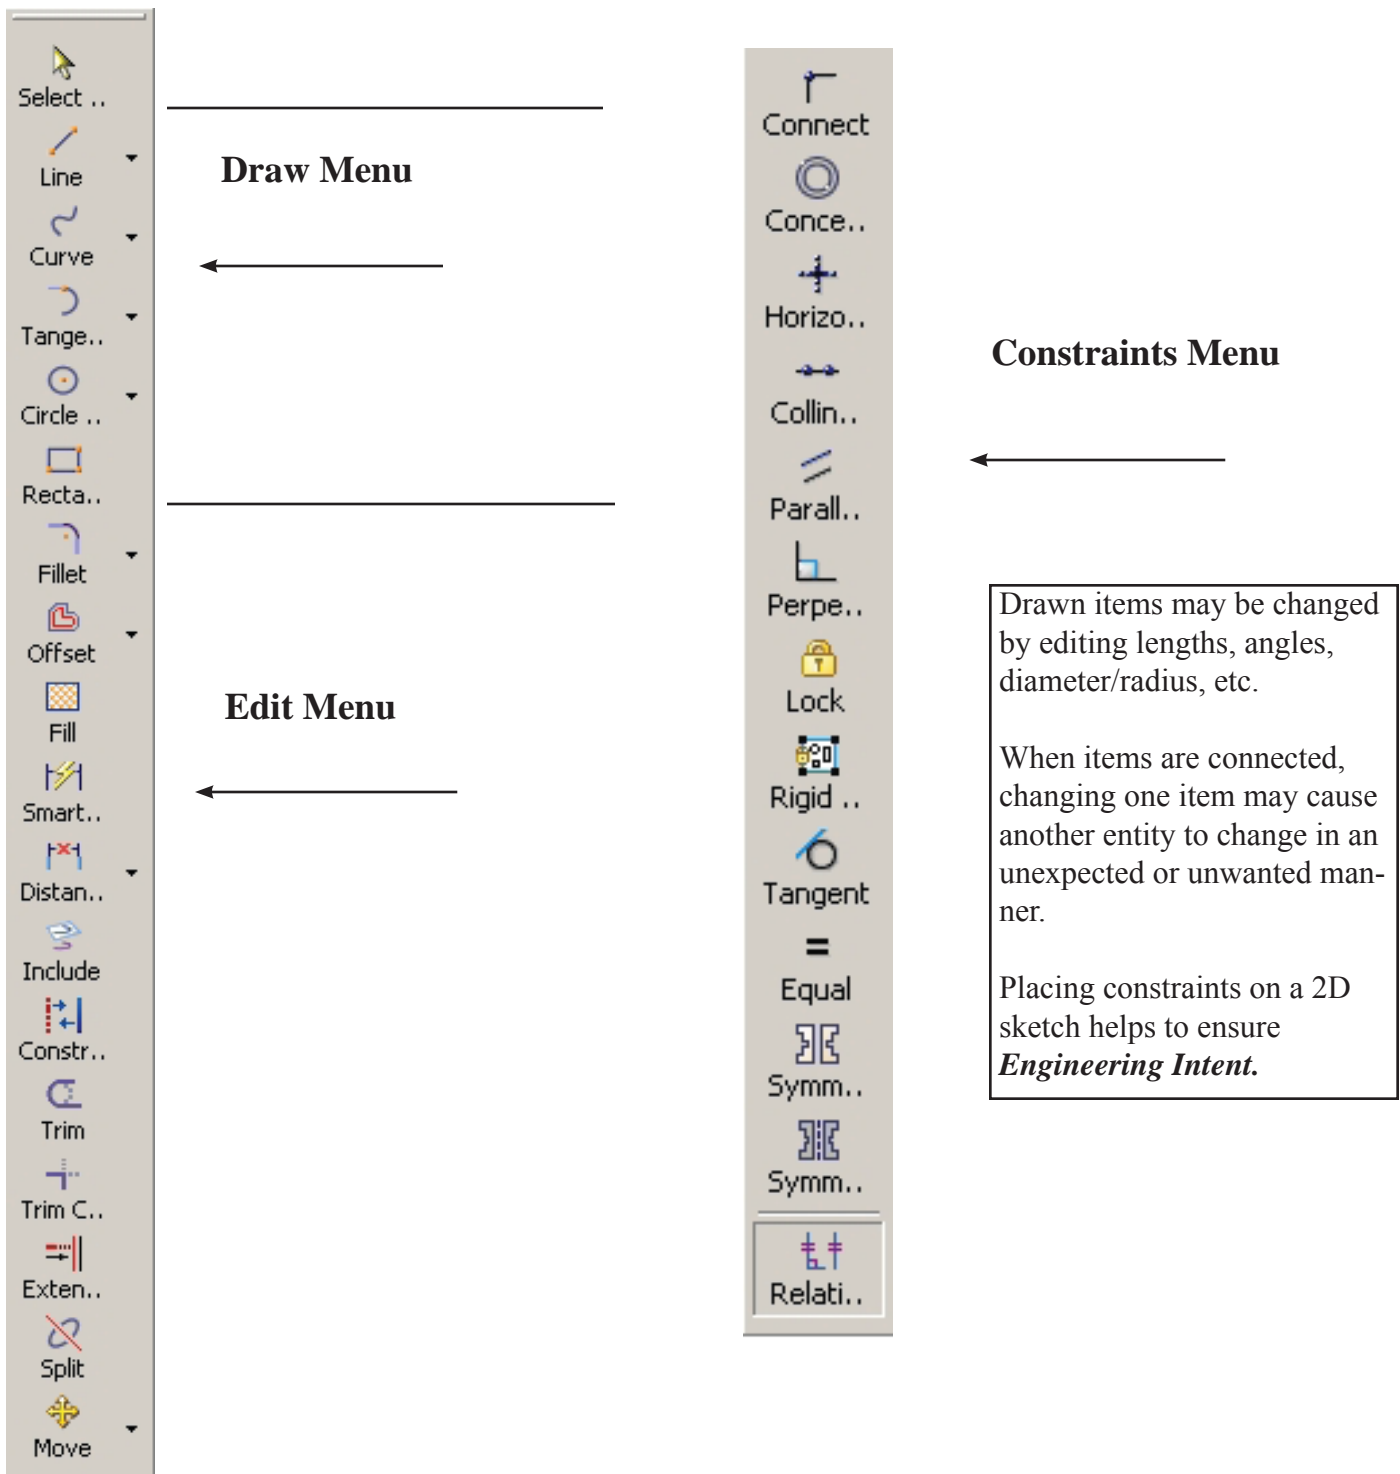 Select ..
Line
Curve
Tange..
Circle ..
Recta..
Fillet
Offset
Fill
Smart..
Distan..
Include
Constr..
Trim
Trim C..
Exten..
Split
Move
Draw Menu
Edit Menu
Connect
Conce..
Horizo..
Collin..
Parall..
Perpe..
Lock
Rigid ..
Tangent
Equal
Symm..
Symm..
Relati..
Constraints Menu
Drawn items may be changed
by editing lengths, angles,
diameter/radius, etc.
When items are connected,
changing one item may cause
another entity to change in an
unexpected or unwanted man-
ner.
Placing constraints on a 2D
sketch helps to ensure
Engineering Intent.